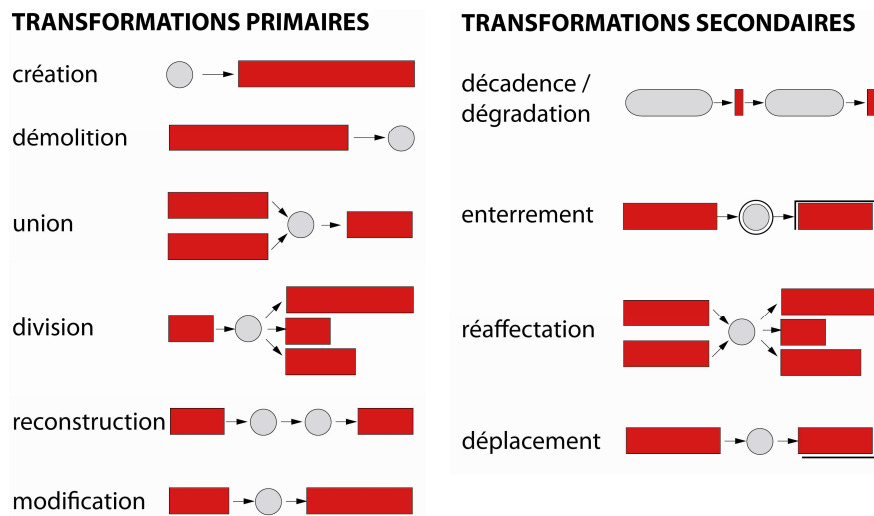 TRANSFORMATIONS PRIMAIRES
création
démolition
union
division
reconstruction
modification
TRANSFORMATIONS SECONDAIRES
décadence /
dégradation
enterrement
réaffectation
déplacement